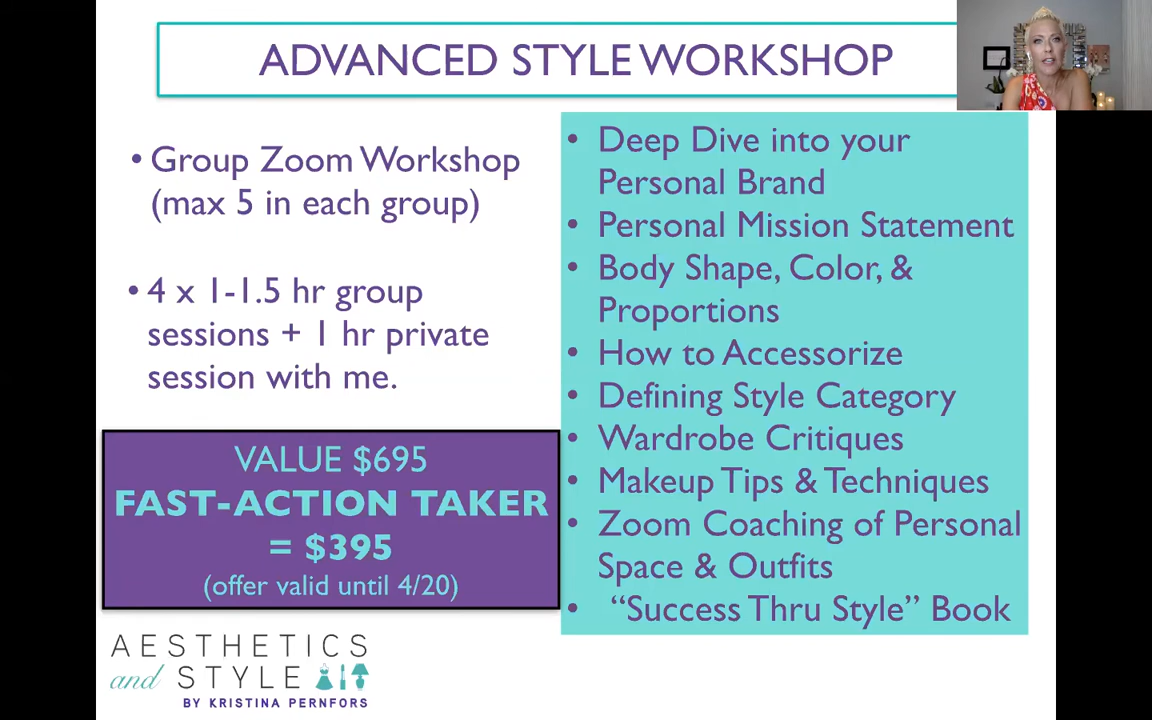 ADVANCED STYLE WORKSHOP
• Group Zoom Workshop
(max 5 in each group)
• 4 x 1-1.5 hr group
sessions + 1 hr private
session with me.
VALUE $695
FAST-ACTION TAKER
= $395
(offer valid until 4/20)
• Deep Dive into your
Personal Brand
• Personal Mission Statement
• Body Shape, Color, &
Proportions
• How to Accessorize
• Defining Style Category
• Wardrobe Critiques
• Makeup Tips & Techniques
• Zoom Coaching of Personal
Space & Outfits
• “Success Thru Style” Book
AESTHETICS
and STYLE
BY KRISTINA PERNFORS